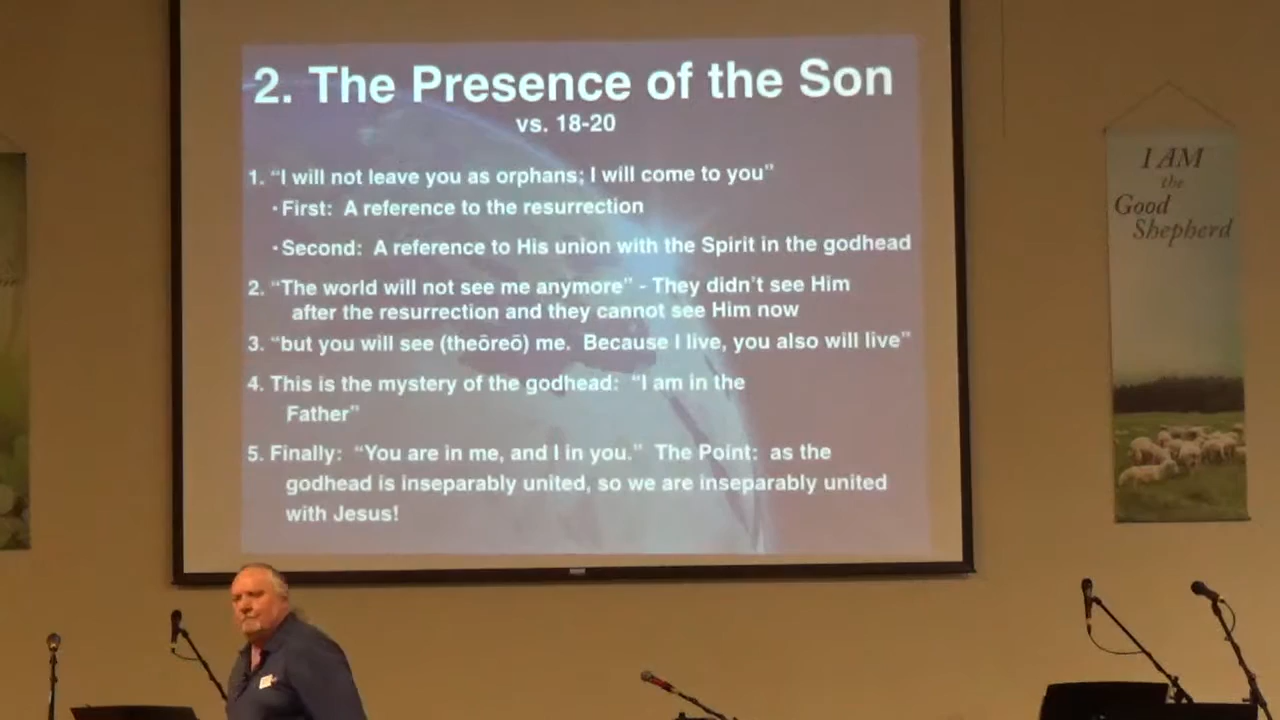 2. The Presence of the Son
vs. 18-20
1. “I will not leave you as orphans; I will come to you”
· First: A reference to the resurrection
· Second: A reference to His union with the Spirit in the godhead
2. “The world will not see me anymore” - They didn’t see Him
after the resurrection and they cannot see Him now
3. “but you will see (theōreō) me. Because I live, you also will live”
4. This is the mystery of the godhead: “I am in the
Father”
5. Finally: “You are in me, and I in you.” The Point: as the
godhead is inseparably united, so we are inseparably united
with Jesus!
I AM
the
Good
Shepherd